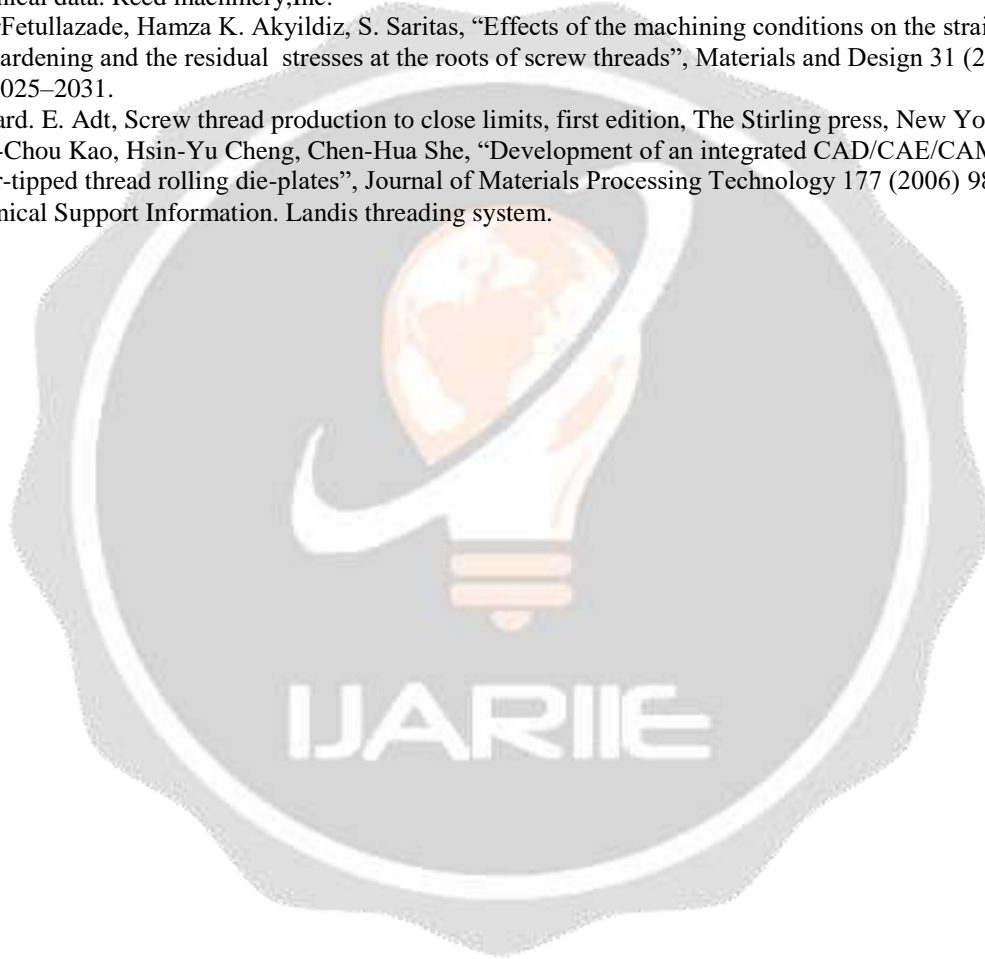 nical data. Reed machinery,Inc.
Fetullazade, Hamza K. Akyildiz, S. Saritas, “Effects of the machining conditions on the strai
ardening and the residual stresses at the roots of screw threads”, Materials and Design 31 (2
025–2031.
ard. E. Adt, Screw thread production to close limits, first edition, The Stirling press, New Yo
-Chou Kao, Hsin-Yu Cheng, Chen-Hua She, “Development of an integrated CAD/CAE/CAM
r-tipped thread rolling die-plates”, Journal of Materials Processing Technology 177 (2006) 98
nical Support Information. Landis threading system.
IJARIIE